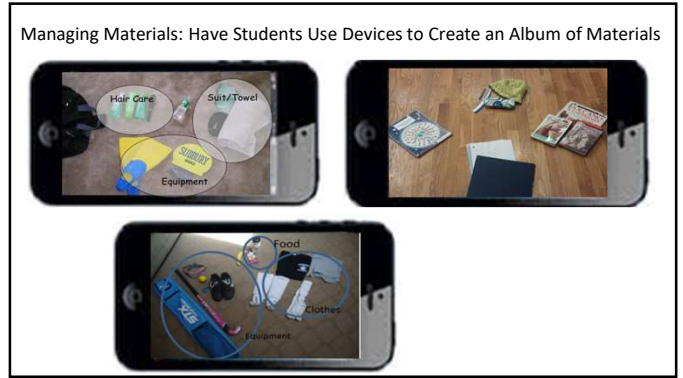 Managing Materials: Have Students Use Devices to Create an Album of Materials
Hair Care
Suit/Towel
SUDBURY
Equipment
Food
Clothes
STX
Equipment